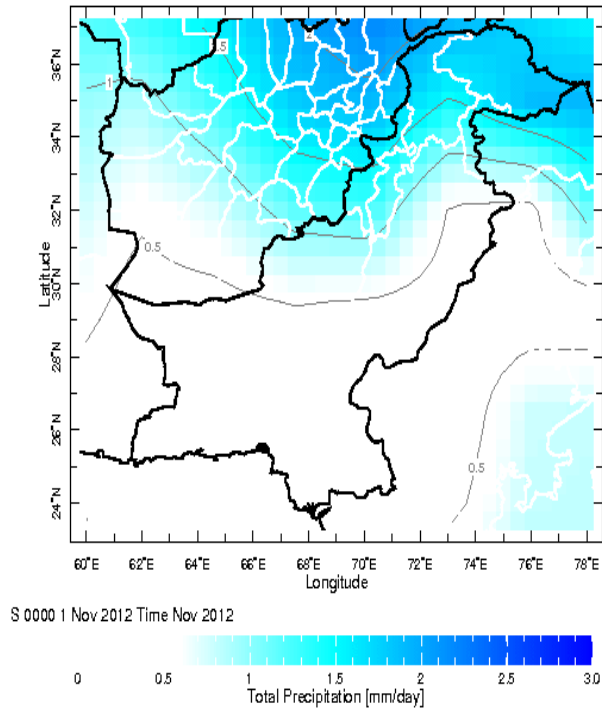 36°N
34°N
32°N
30°N
28°N
26°N
24°N
Latitude
2
.5
1
0.5
0.5
60°E 62°E 64°E 66°E 68°E 70°E 72°E 74°E 76°E 78°E
Longitude
S 0000 1 Nov 2012 Time Nov 2012
0 0.5 1 1.5 2 2.5 3.0
Total Precipitation [mm/day]